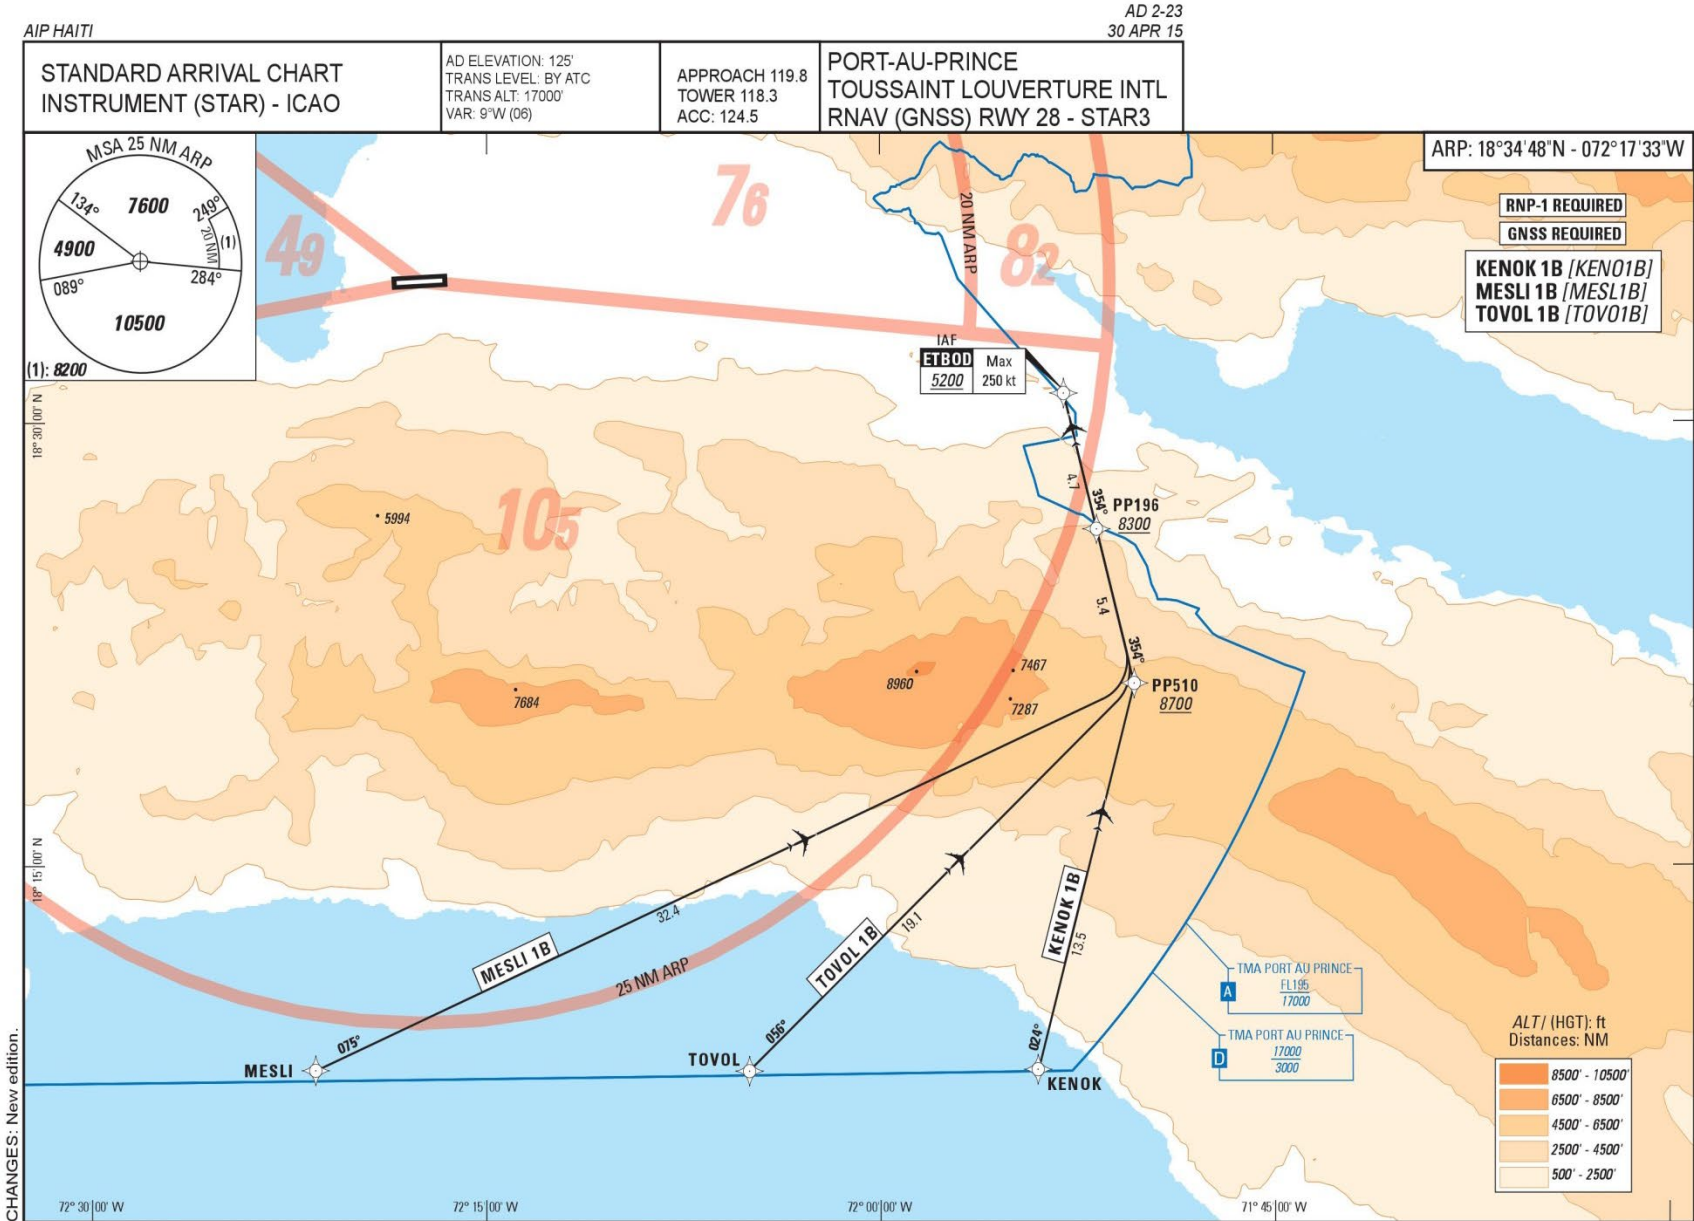 AIP HAITI
AD 2-23
30 APR 15
STANDARD ARRIVAL CHART
INSTRUMENT (STAR) - ICAO
AD ELEVATION: 125'
TRANS LEVEL: BY ATC
TRANS ALT: 17000'
VAR: 9°W (06)
APPROACH 119.8
TOWER 118.3
ACC: 124.5
PORT-AU-PRINCE
TOUSSAINT LOUVERTURE INTL
RNAV (GNSS) RWY 28 - STAR3
MSA 25 NM ARP
134°
7600
249°
20 NM
(1)
4900
089°
284°
10500
(1): 8200
ARP: 18°34'48"N - 072°17'33"W
RNP-1 REQUIRED
GNSS REQUIRED
KENOK 1B [KENO1B]
MESLI 1B [MESL1B]
TOVOL 1B [TOVO1B]
49
76
82
105
20 NM ARP
IAF
ETBOD
5200
Max
250 kt
18° 30' 00" N
4.7
354°
PP196
8300
5994
5.4
354°
PP510
8700
7684
8960
7467
7287
18° 15' 00" N
32.4
MESLI 1B
19.1
TOVOL 1B
KENOK 1B
13.5
25 NM ARP
075°
MESLI
056°
TOVOL
024°
KENOK
TMA PORT AU PRINCE
A
FL195
17000
TMA PORT AU PRINCE
D
17000
3000
ALT/ (HGT): ft
Distances: NM
8500' - 10500'
6500' - 8500'
4500' - 6500'
2500' - 4500'
500' - 2500'
72° 30' 00' W
72° 15' 00' W
72° 00' 00' W
71° 45' 00' W
CHANGES: New edition.